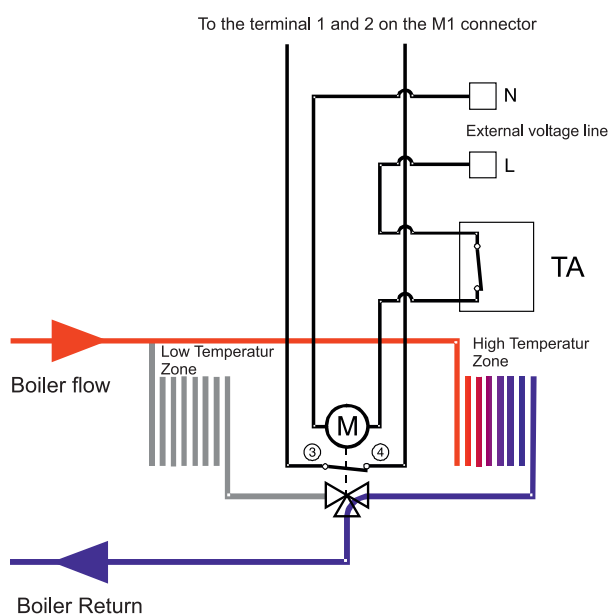 To the terminal 1 and 2 on the M1 connector
N
External voltage line
L
TA
Low Temperatur
Zone
High Temperatur
Zone
Boiler flow
M
3
4
Boiler Return